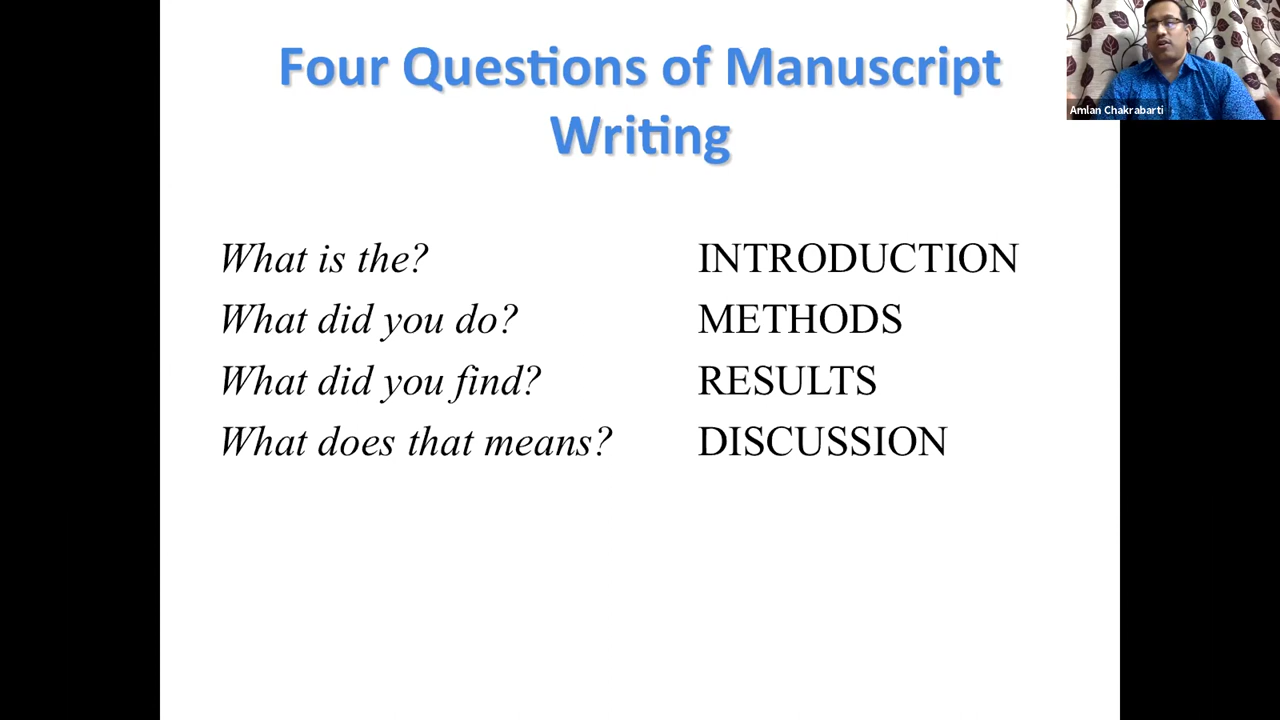 Four Questions of Manuscript
Writing
Amlan Chakrabarti
What is the? INTRODUCTION
What did you do? METHODS
What did you find? RESULTS
What does that means? DISCUSSION